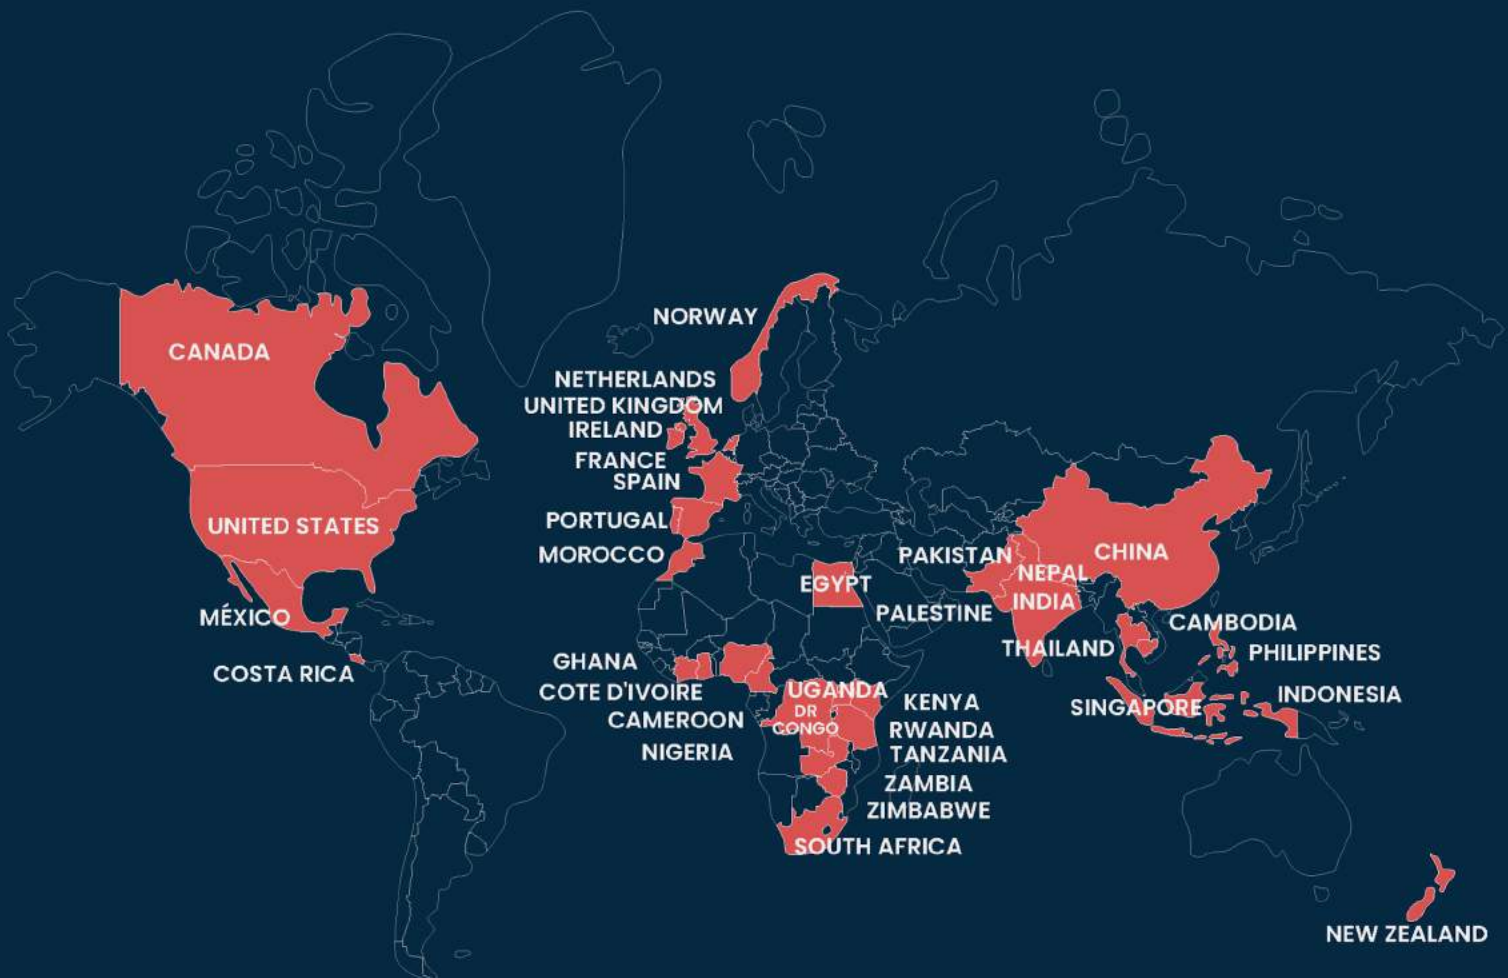 NORWAY
CANADA
NETHERLANDS
UNITED KINGDOM
IRELAND
FRANCE
SPAIN
UNITED STATES
PORTUGAL
MOROCCO
MÉXICO
COSTA RICA
EGYPT
PALESTINE
PAKISTAN
CHINA
NEPAL
INDIA
THAILAND
CAMBODIA
PHILIPPINES
SINGAPORE
INDONESIA
GHANA
COTE D'IVOIRE
CAMEROON
NIGERIA
UGANDA
DR
CONGO
KENYA
RWANDA
TANZANIA
ZAMBIA
ZIMBABWE
SOUTH AFRICA
NEW ZEALAND